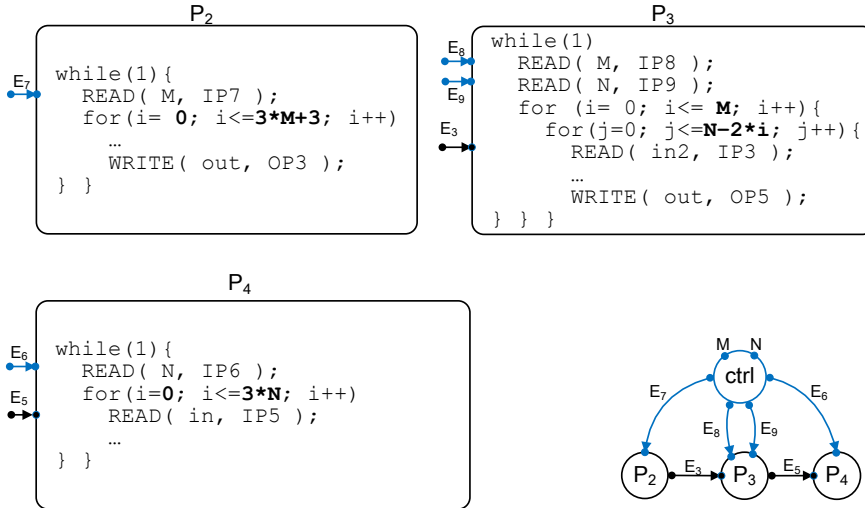 P2
E7
while(1){
READ( M, IP7 );
for(i= 0; i<=3*M+3; i++)
…
WRITE( out, OP3 );
} }
P3
E8
E9
E3
while(1)
READ( M, IP8 );
READ( N, IP9 );
for (i= 0; i<= M; i++){
for(j=0; j<=N−2*i; j++){
READ( in2, IP3 );
…
WRITE( out, OP5 );
} } }
P4
E6
E5
while(1){
READ( N, IP6 );
for(i=0; i<=3*N; i++)
READ( in, IP5 );
…
} }
M N
ctrl
E7 E6
E8 E9
P2 E3 P3 E5 P4